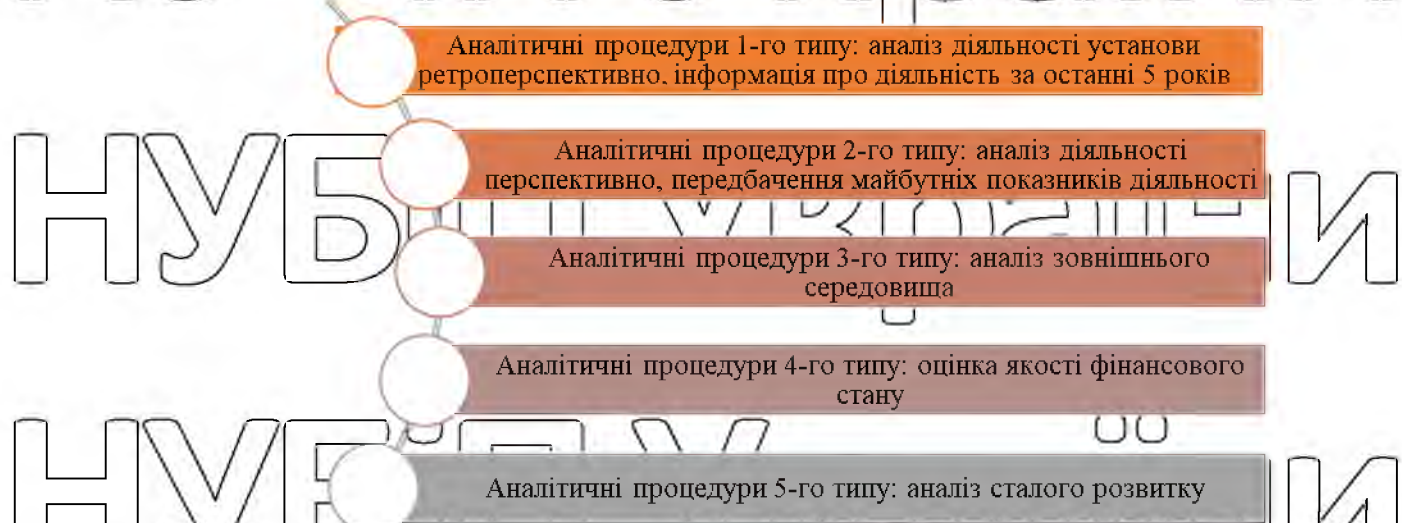 Аналітичні процедури 1-го типу: аналіз діяльності установи
ретроперспективно, інформація про діяльність за останні 5 років
Аналітичні процедури 2-го типу: аналіз діяльності
перспективно, передбачення майбутніх показників діяльності
Аналітичні процедури 3-го типу: аналіз зовнішнього
середовища
Аналітичні процедури 4-го типу: оцінка якості фінансового
стану
Аналітичні процедури 5-го типу: аналіз сталого розвитку